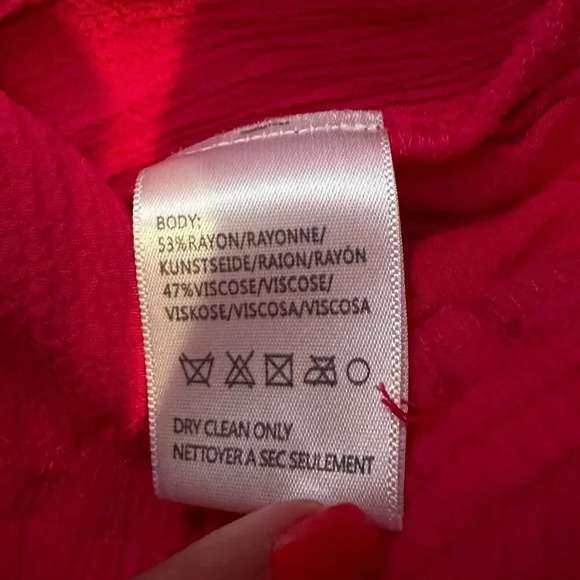 BODY:
53%RAYON/RAYONNE/
KUNSTSEIDE/RAION/RAYÓN
47%VISCOSE/VISCOSE/
VISKOSE/VISCOSA/VISCOSA
DRY CLEAN ONLY
NETTOYER A SEC SEULEMENT